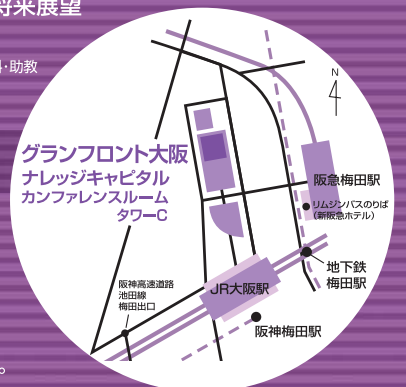 将来展望
・助教
N
グランフロント大阪
ナレッジキャピタル
カンファレンスルーム
タワーC
阪急梅田駅
リムジンバスのりば
(新阪急ホテル)
地下鉄
梅田駅
阪神高速道路
池田線
梅田出口
JR大阪駅
阪神梅田駅
。